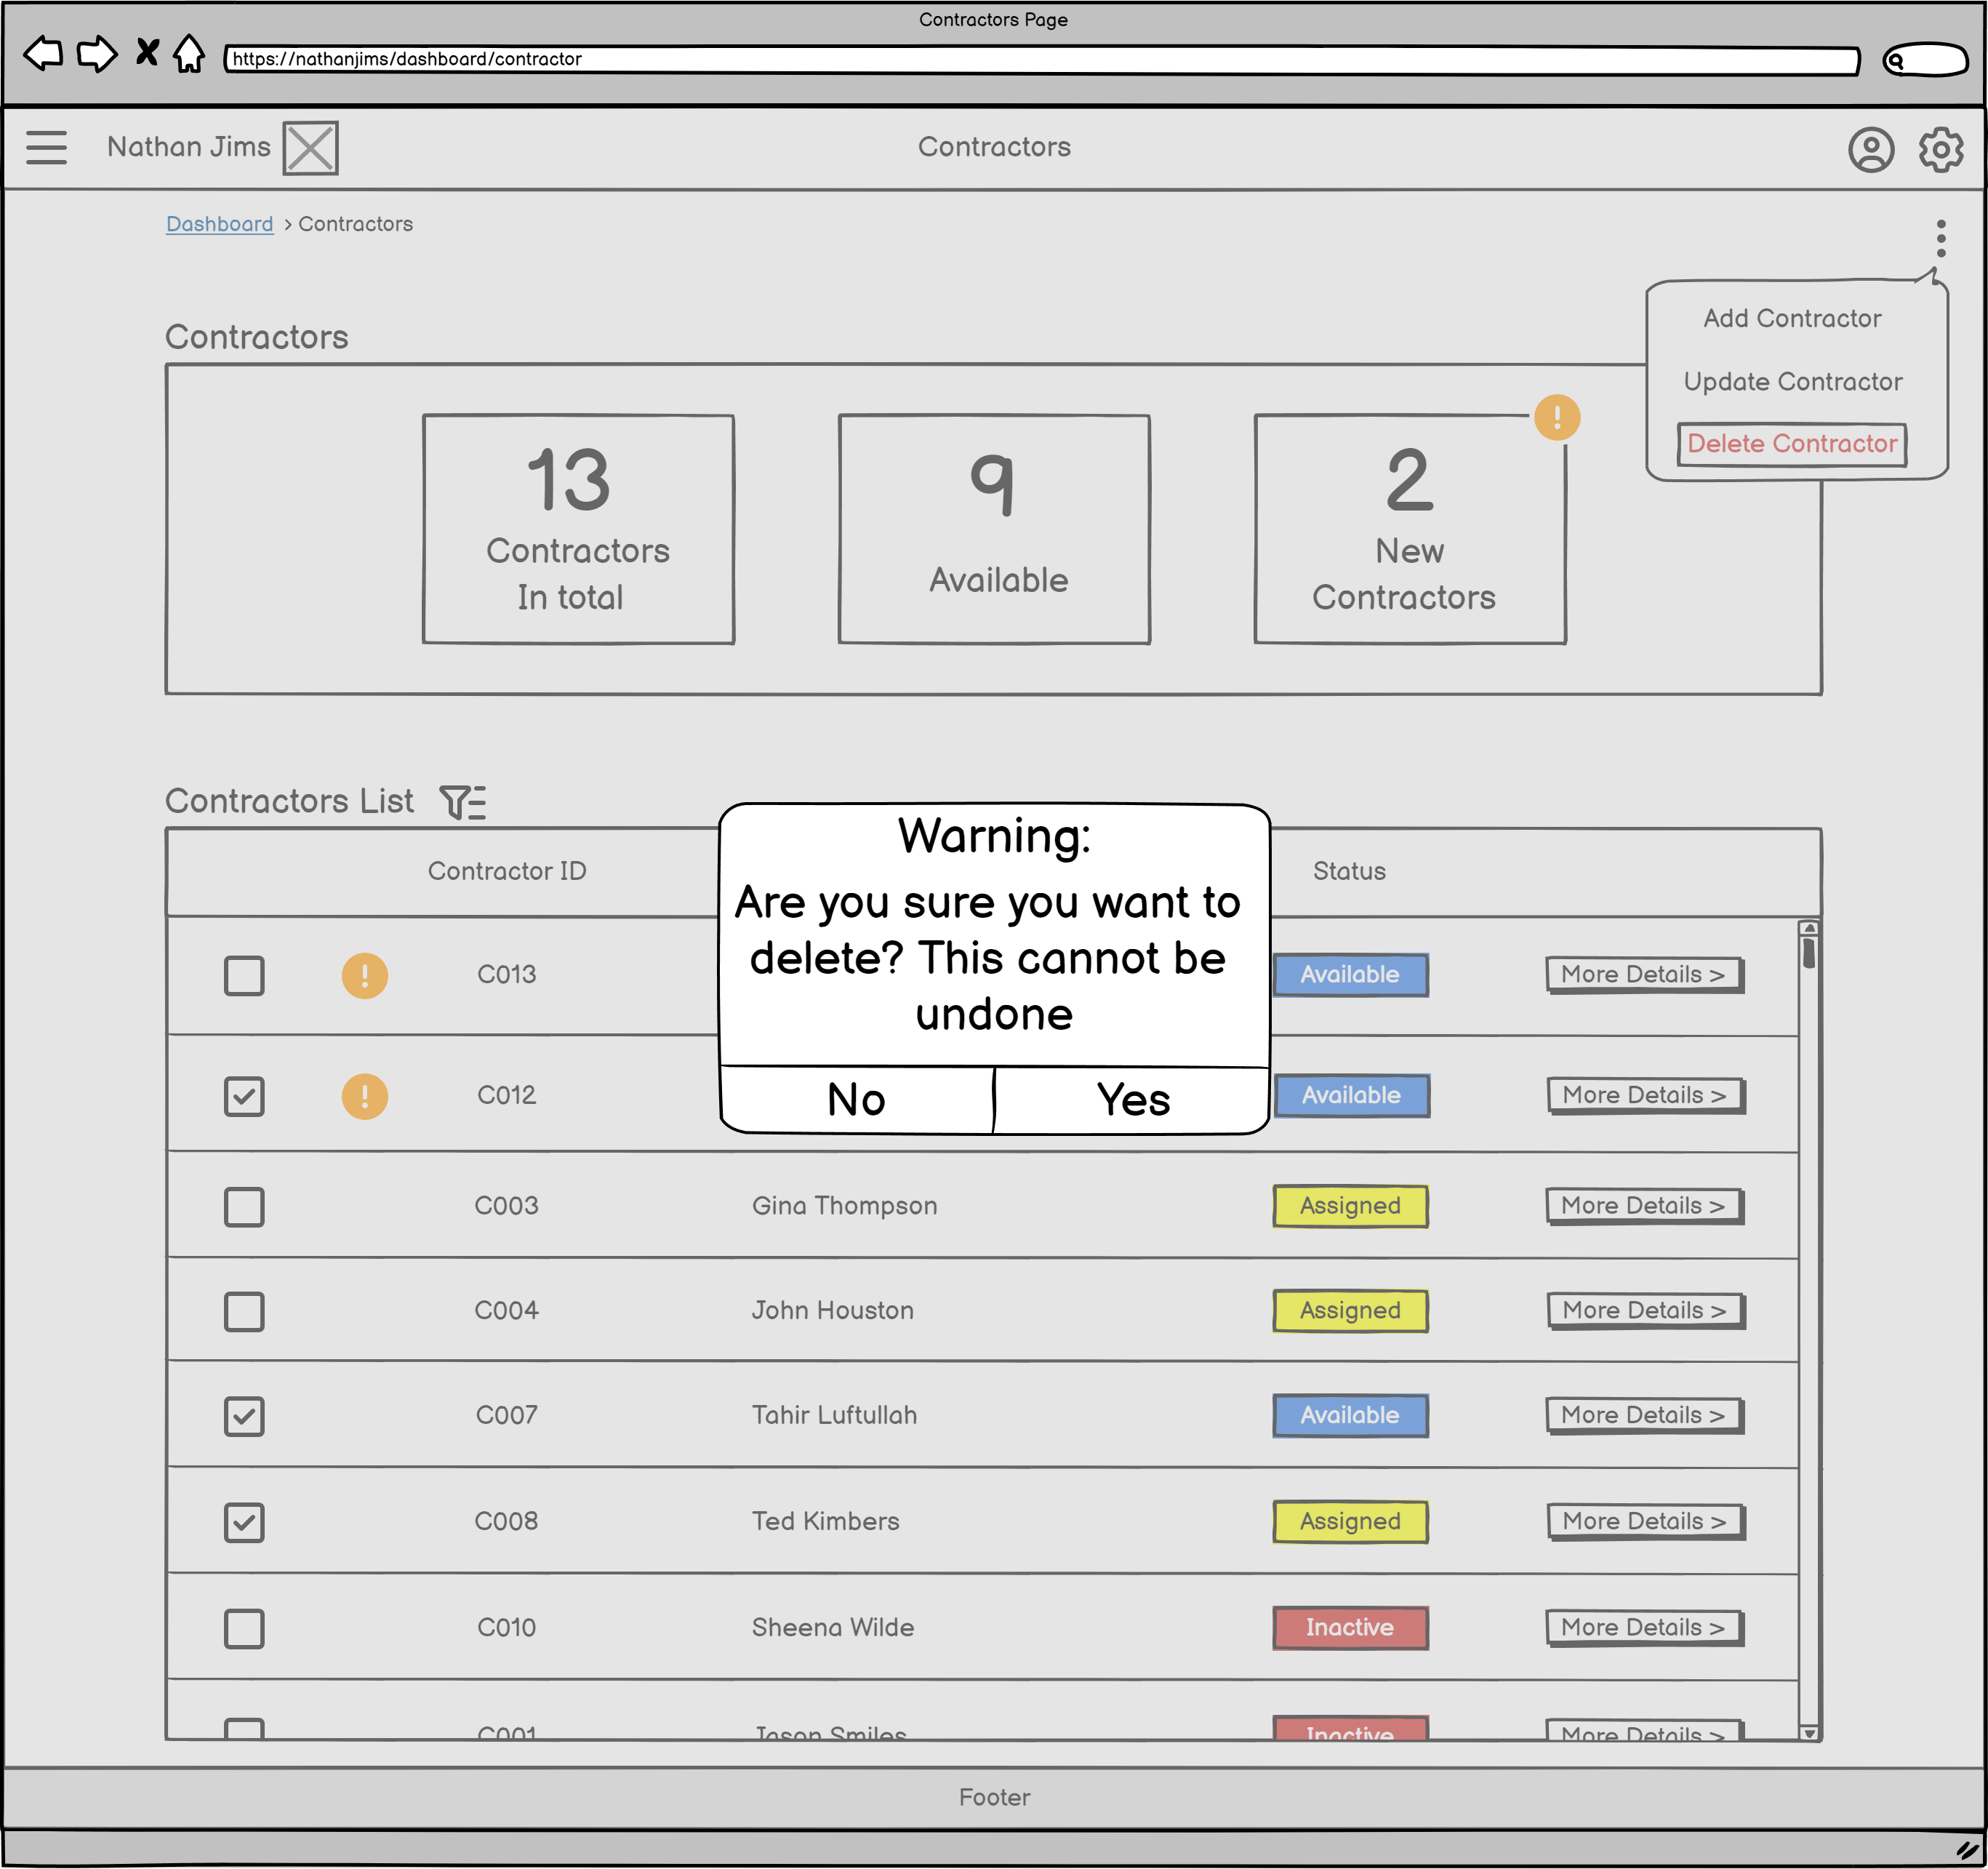 Contractors Page
https://nathanjims/dashboard/contractor
Nathan Jims
Contractors
Dashboard > Contractors
Add Contractor
Update Contractor
Delete Contractor
Contractors
13
Contractors
In total
9
Available
2
New
Contractors
Contractors List
Contractor ID
Status
Warning:
Are you sure you want to
delete? This cannot be
undone
No
Yes
C013 Available More Details >
C012 Available More Details >
C003 Gina Thompson Assigned More Details >
C004 John Houston Assigned More Details >
C007 Tahir Luftullah Available More Details >
C008 Ted Kimbers Assigned More Details >
C010 Sheena Wilde Inactive More Details >
C001 Jason Smiles Inactive More Details >
Footer